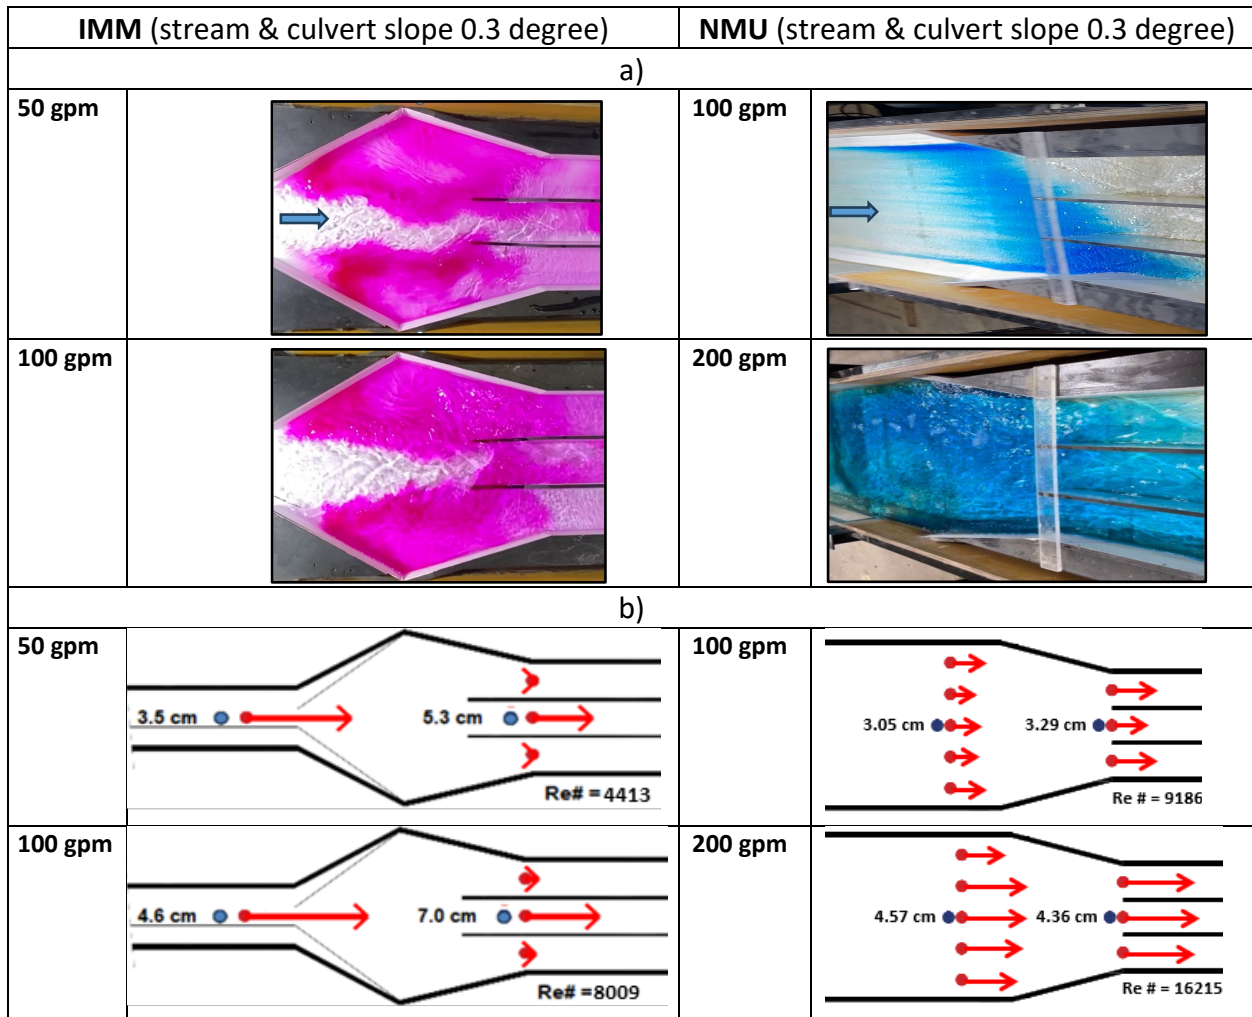 IMM (stream & culvert slope 0.3 degree)
NMU (stream & culvert slope 0.3 degree)
a)
50 gpm
100 gpm
100 gpm
200 gpm
b)
50 gpm
3.5 cm
5.3 cm
Re# =4413
100 gpm
3.05 cm
3.29 cm
Re # = 9186
100 gpm
4.6 cm
7.0 cm
Re# =8009
200 gpm
4.57 cm
4.36 cm
Re # = 16215